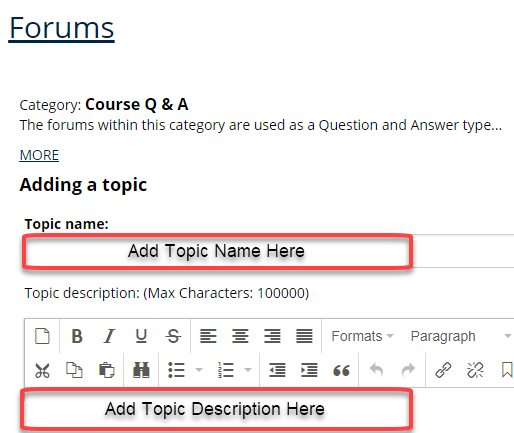 Forums
Category: Course Q & A
The forums within this category are used as a Question and Answer type...
MORE
Adding a topic
Topic name:
Add Topic Name Here
Topic description: (Max Characters: 100000)
B I U S Formats Paragraph
Add Topic Description Here